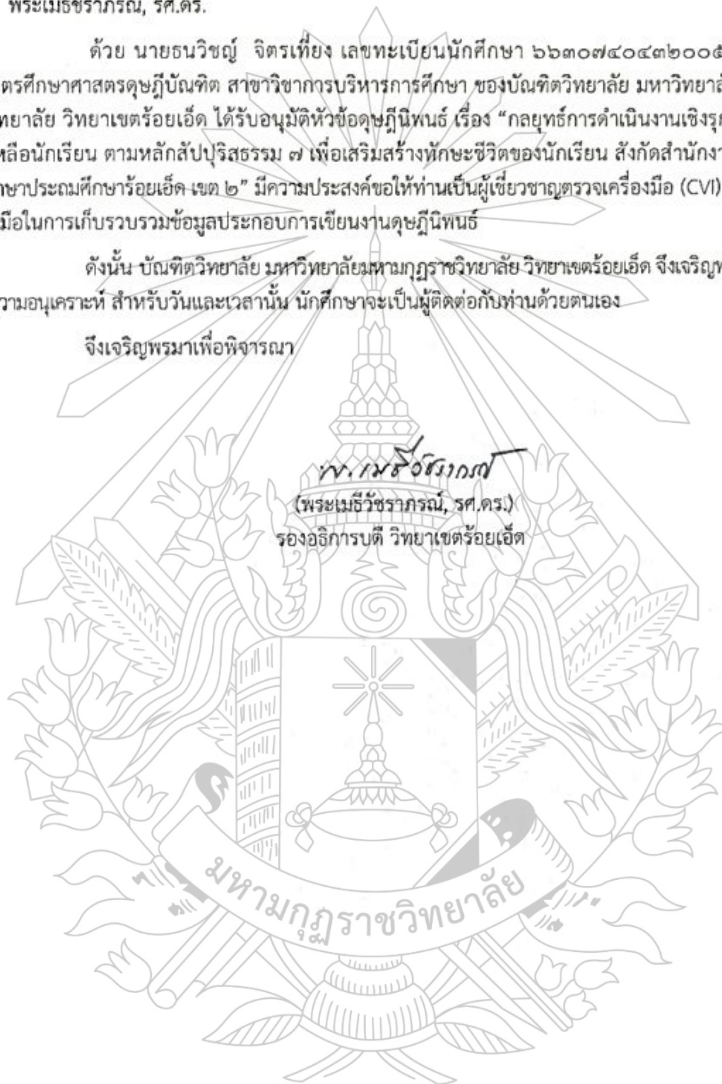 พระเมธีวัชราภรณ์, รศ.ดร.
ด้วย นายธนวิชญ์ จิตรเที่ยง เลขทะเบียนนักศึกษา ๖๖๓๐๗๔๐๔๓๒๐๐๕
ตรศึกษาศาสตรดุษฎีบัณฑิต สาขาวิชาการบริหารการศึกษา ของบัณฑิตวิทยาลัย มหาวิทยาลั
ทยาลัย วิทยาเขตร้อยเอ็ด ได้รับอนุมัติหัวข้อดุษฎีนิพนธ์ เรื่อง “กลยุทธ์การดำเนินงานเชิงรุก
หลือนักเรียน ตามหลักสัปปุริสธรรม ๗ เพื่อเสริมสร้างทักษะชีวิตของนักเรียน สังกัดสำนักงา
กษาประถมศึกษาร้อยเอ็ด เขต ๒” มีความประสงค์ขอให้ท่านเป็นผู้เชี่ยวชาญตรวจเครื่องมือ (CVI)
มือในการเก็บรวบรวมข้อมูลประกอบการเขียนงานดุษฎีนิพนธ์
ดังนั้น บัณฑิตวิทยาลัย มหาวิทยาลัยมหามกุฏราชวิทยาลัย วิทยาเขตร้อยเอ็ด จึงเจริญพ
วามอนุเคราะห์ สำหรับวันและเวลานั้น นักศึกษาจะเป็นผู้ติดต่อกับท่านด้วยตนเอง
จึงเจริญพรมาเพื่อพิจารณา
พ. เมธีวัชราภรณ์
(พระเมธีวัชราภรณ์, รศ.ดร.)
รองอธิการบดี วิทยาเขตร้อยเอ็ด
มหามกุฏราชวิทยาลัย